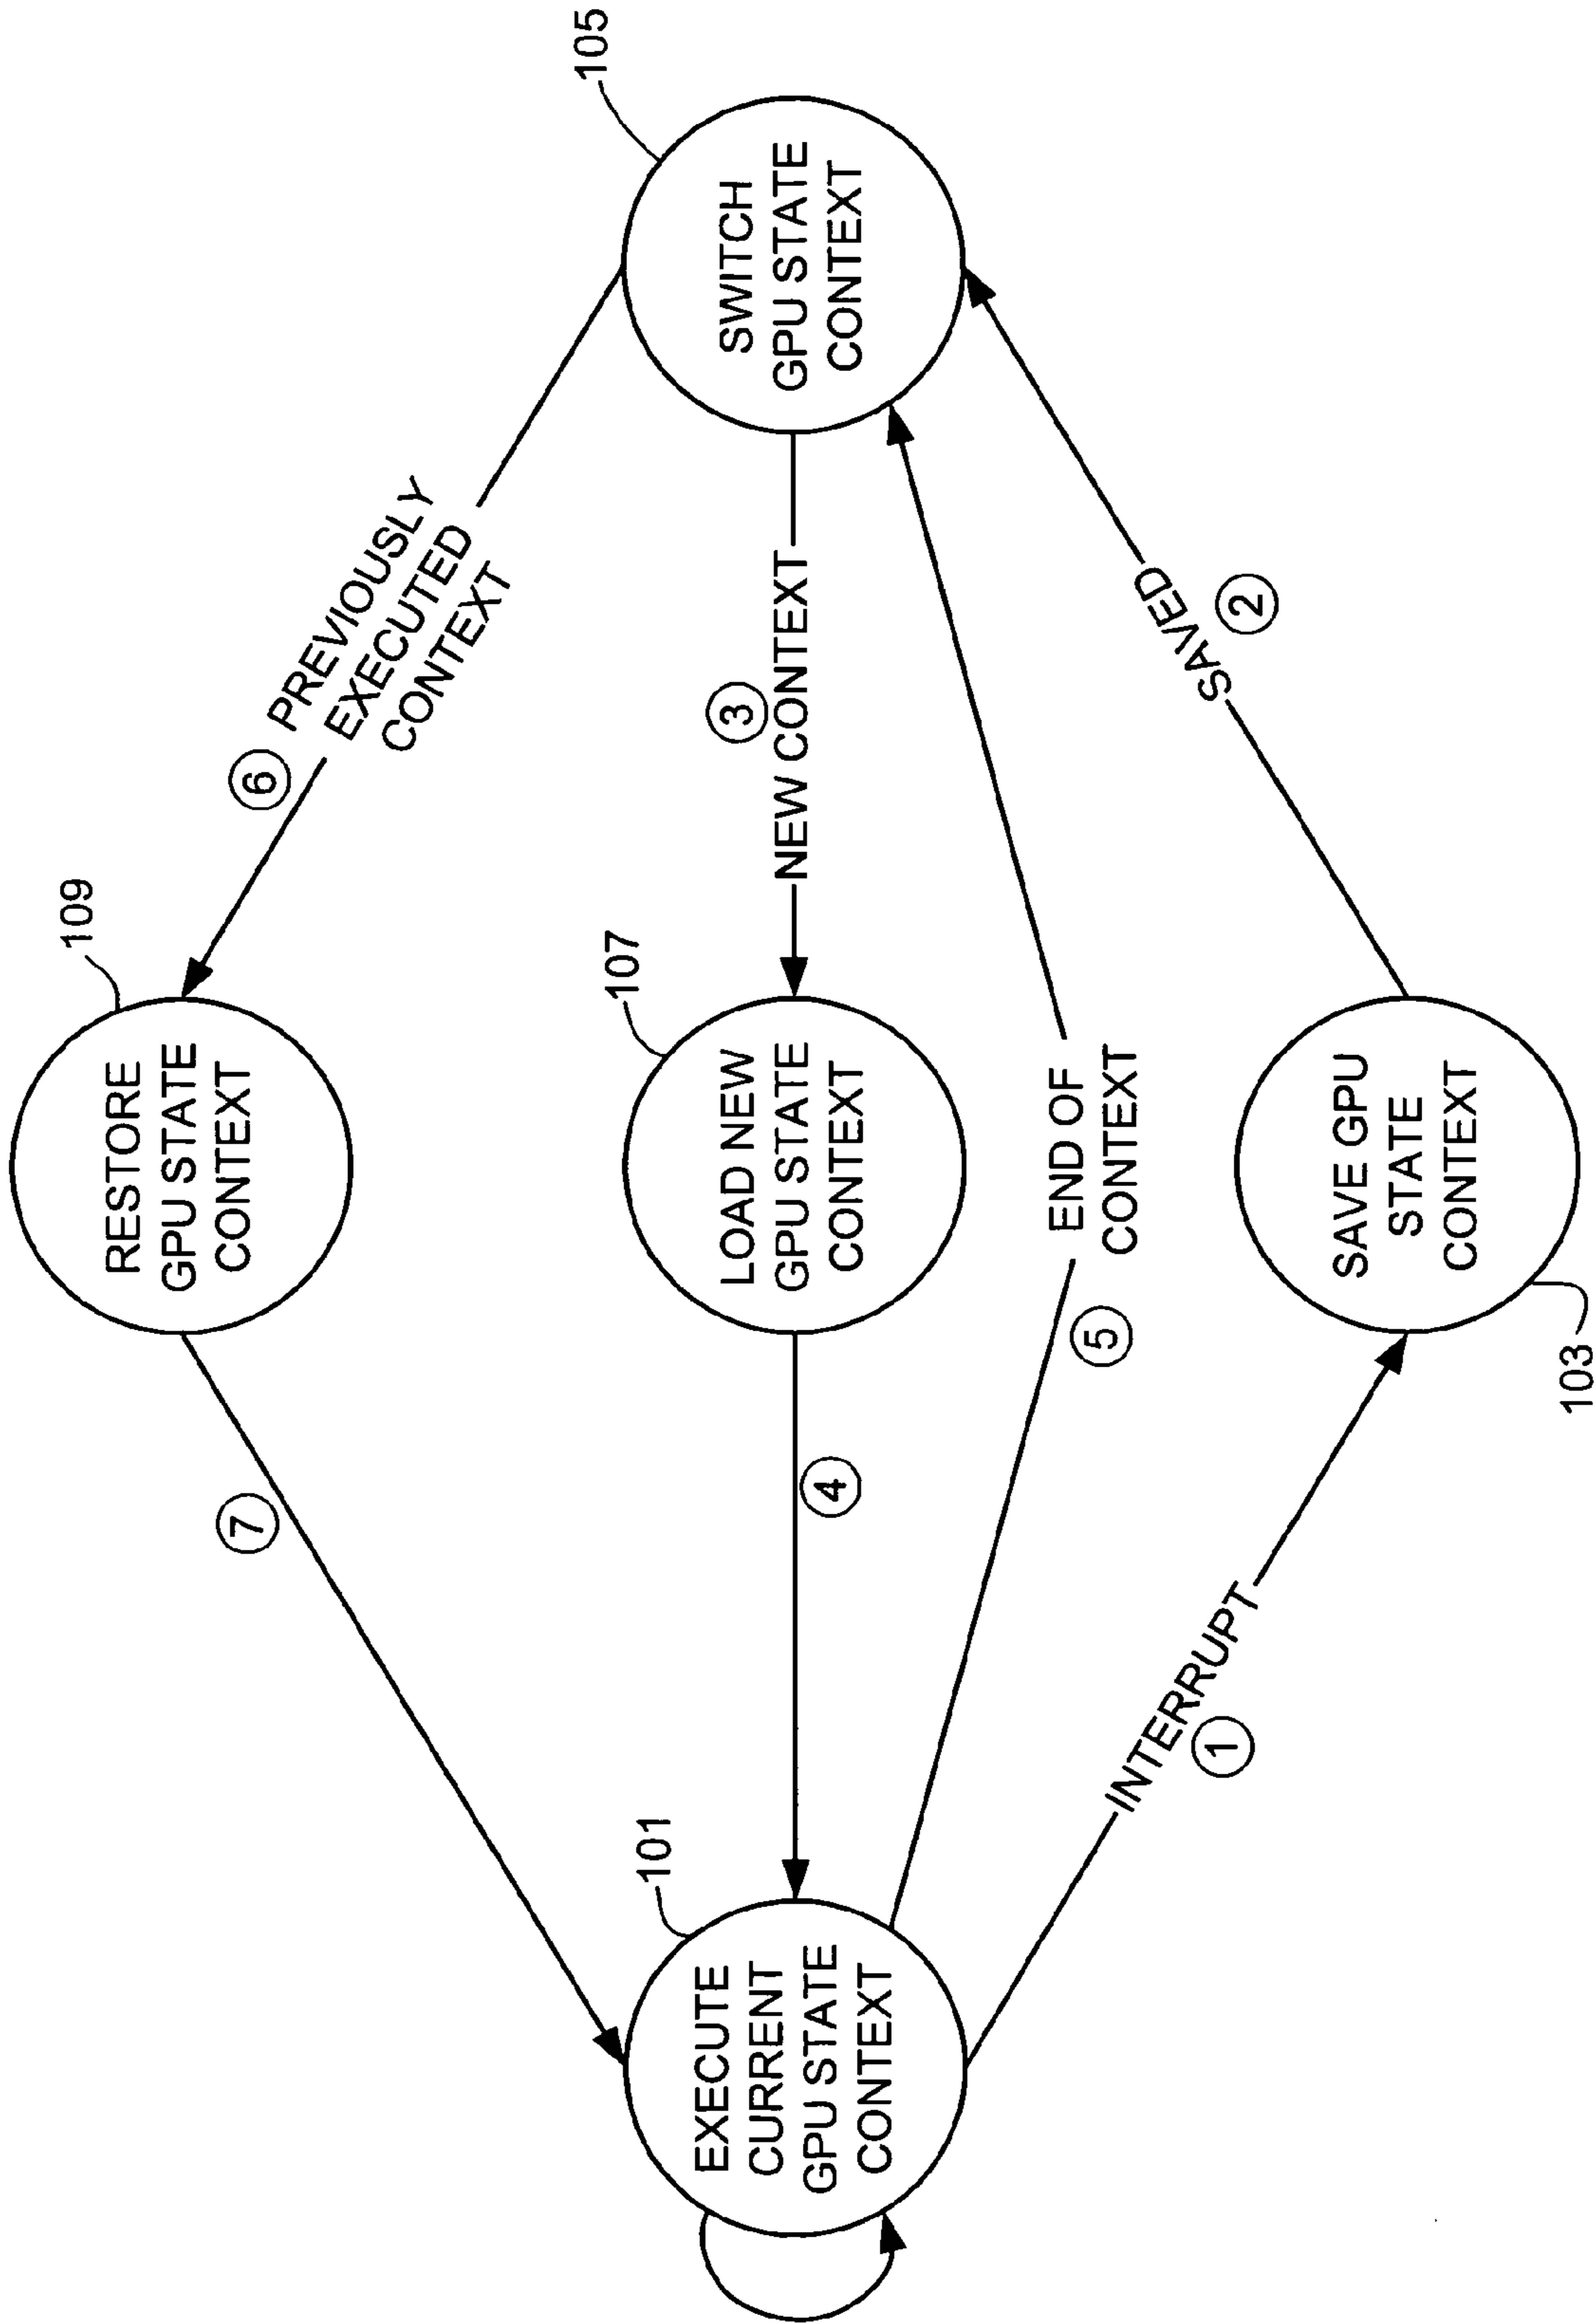 RESTORE
GPU STATE
CONTEXT
109
7
6
PREVIOUSLY
EXECUTED
CONTEXT
EXECUTE
CURRENT
GPU STATE
CONTEXT
101
4
LOAD NEW
GPU STATE
CONTEXT
107
3
NEW CONTEXT
SWITCH
GPU STATE
CONTEXT
105
END OF
CONTEXT
5
INTERRUPT
1
SAVED
2
SAVE GPU
STATE
CONTEXT
103